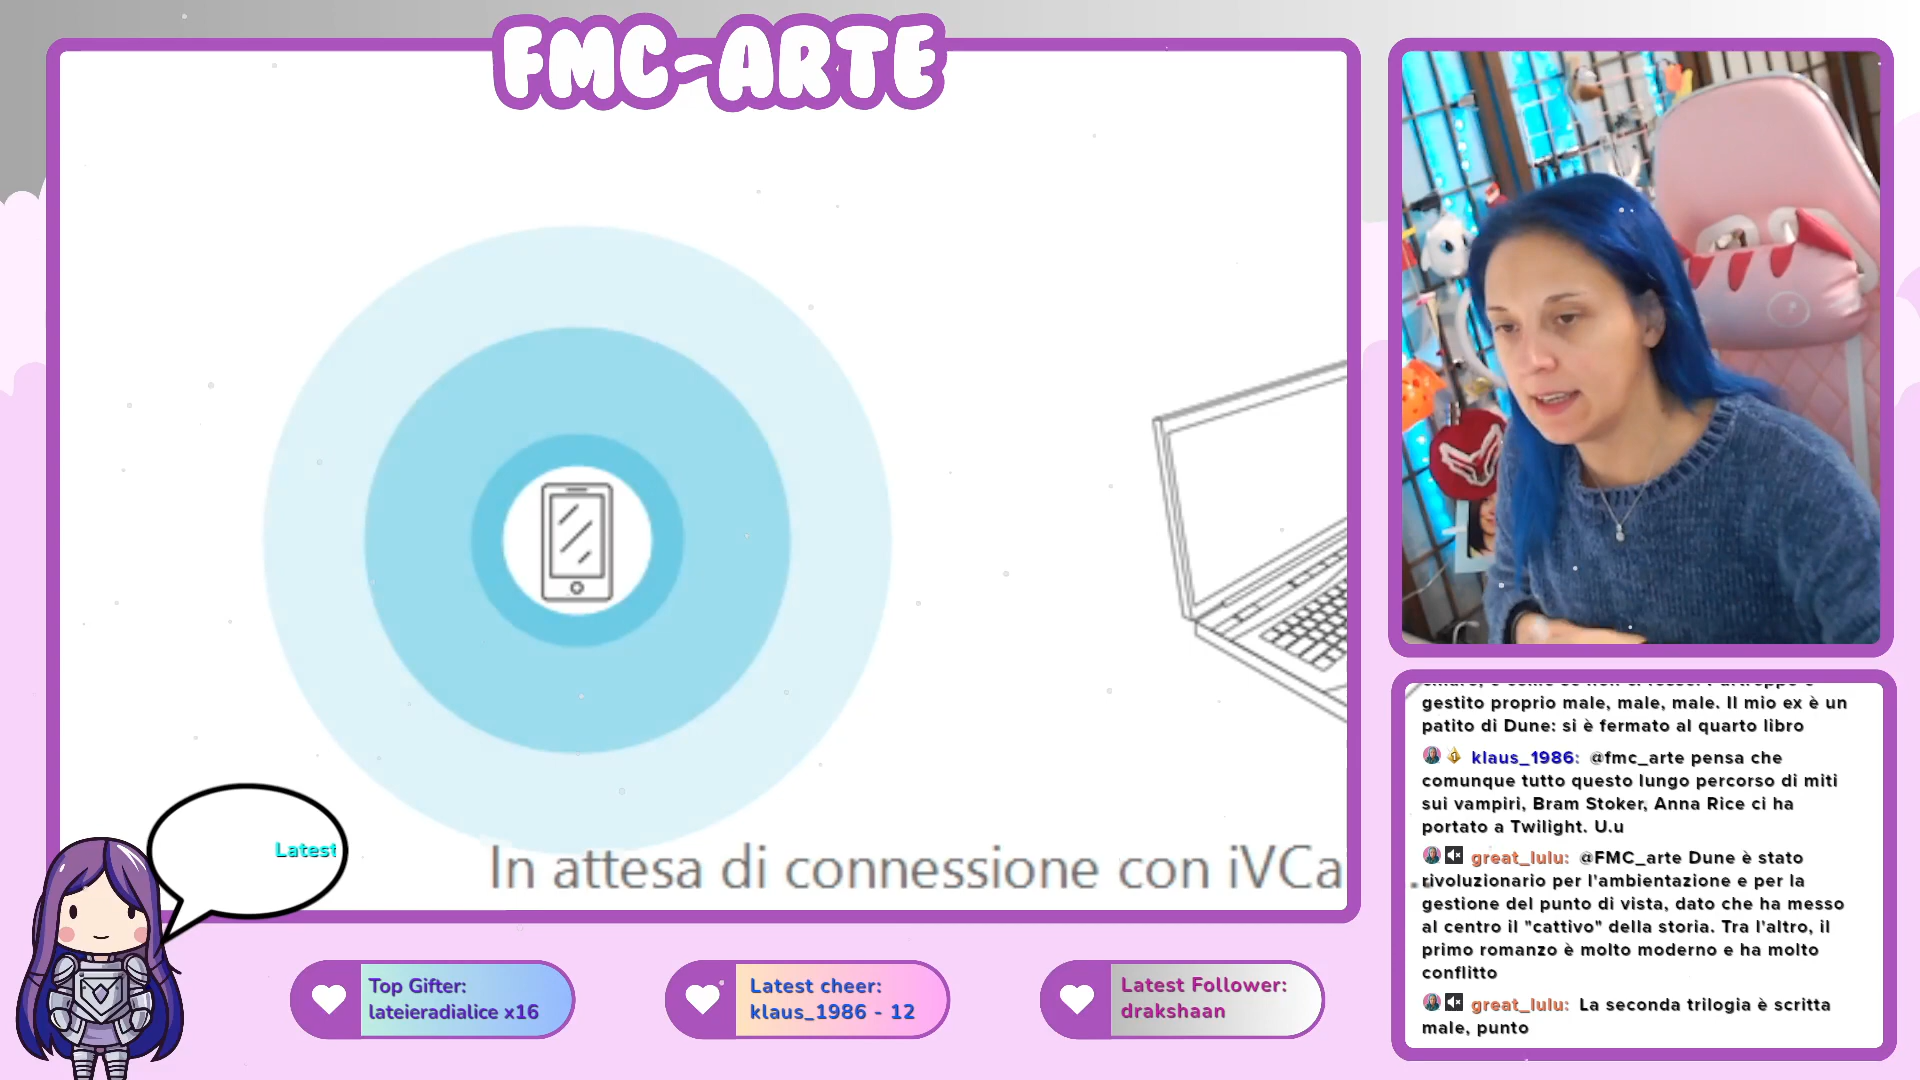 FMC-ARTE
In attesa di connessione con iVCa
Latest
Top Gifter:
lateieradialice x16
Latest cheer:
klaus_1986 - 12
Latest Follower:
drakshaan
gestito proprio male, male, male. Il mio ex è un
patito di Dune: si è fermato al quarto libro
klaus_1986: @fmc_arte pensa che
comunque tutto questo lungo percorso di miti
sui vampiri, Bram Stoker, Anna Rice ci ha
portato a Twilight. U.u
great_lulu: @FMC_arte Dune è stato
rivoluzionario per l'ambientazione e per la
gestione del punto di vista, dato che ha messo
al centro il "cattivo" della storia. Tra l'altro, il
primo romanzo è molto moderno e ha molto
conflitto
great_lulu: La seconda trilogia è scritta
male, punto